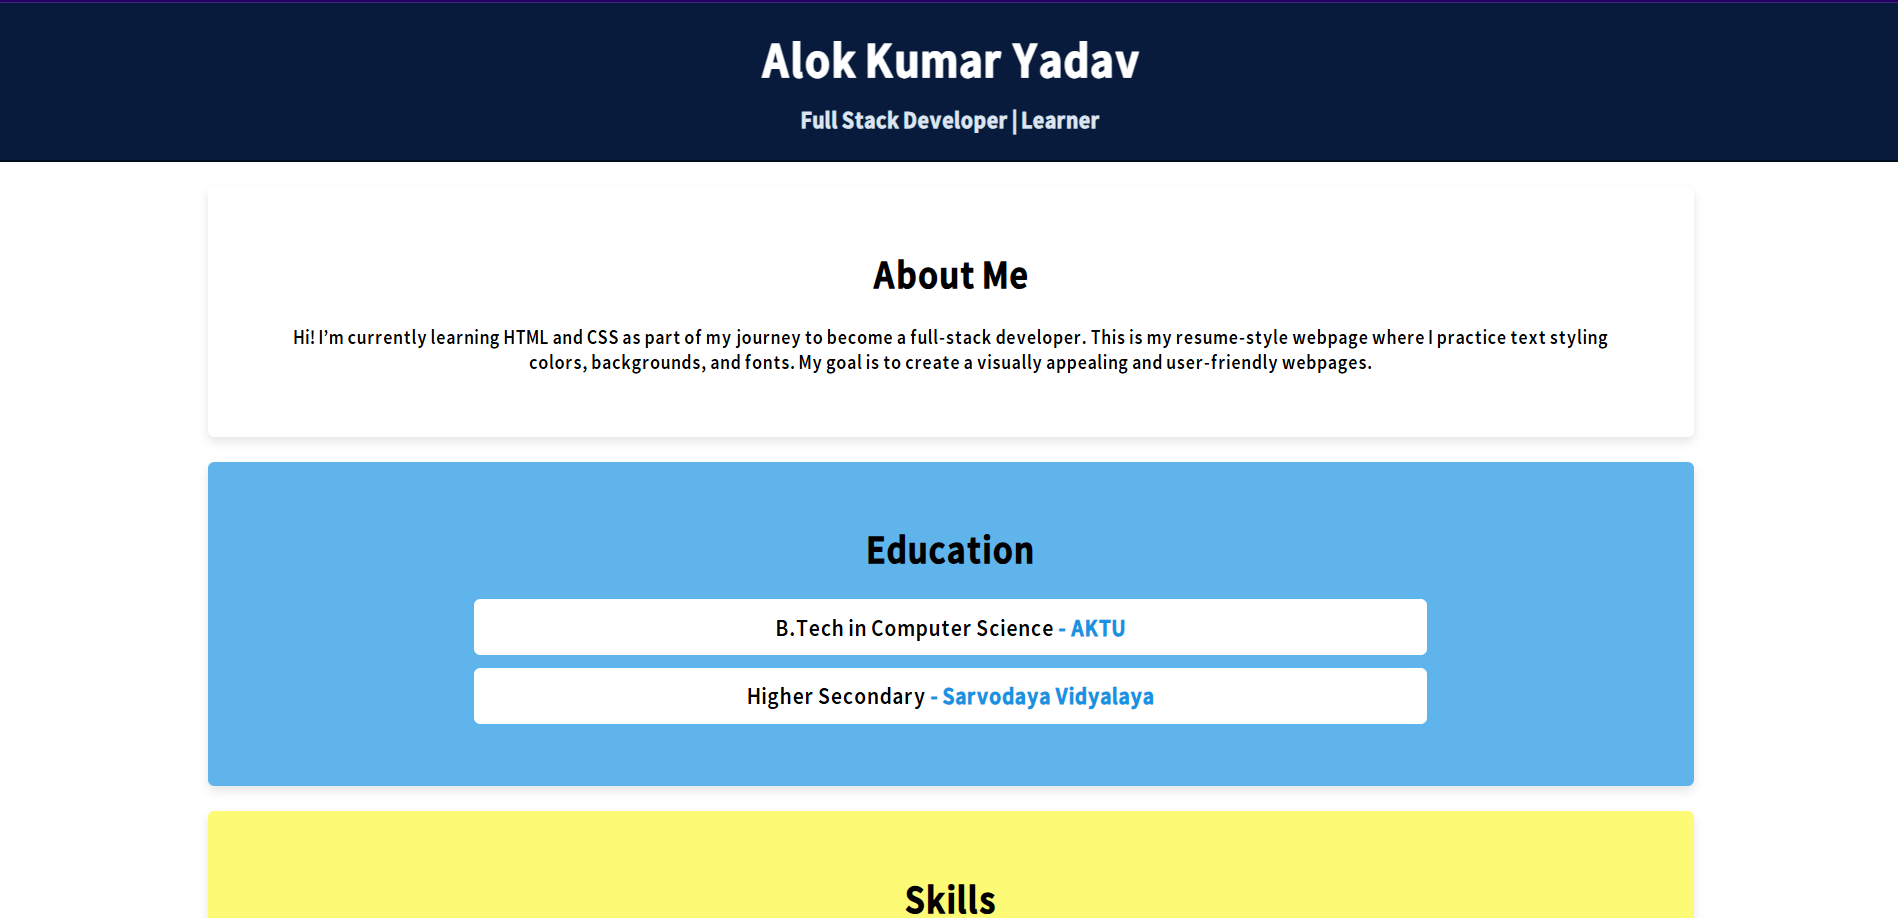 Alok Kumar Yadav
Full Stack Developer | Learner
About Me
Hi! I’m currently learning HTML and CSS as part of my journey to become a full-stack developer. This is my resume-style webpage where I practice text styling
colors, backgrounds, and fonts. My goal is to create a visually appealing and user-friendly webpages.
Education
B.Tech in Computer Science - AKTU
Higher Secondary - Sarvodaya Vidyalaya
Skills